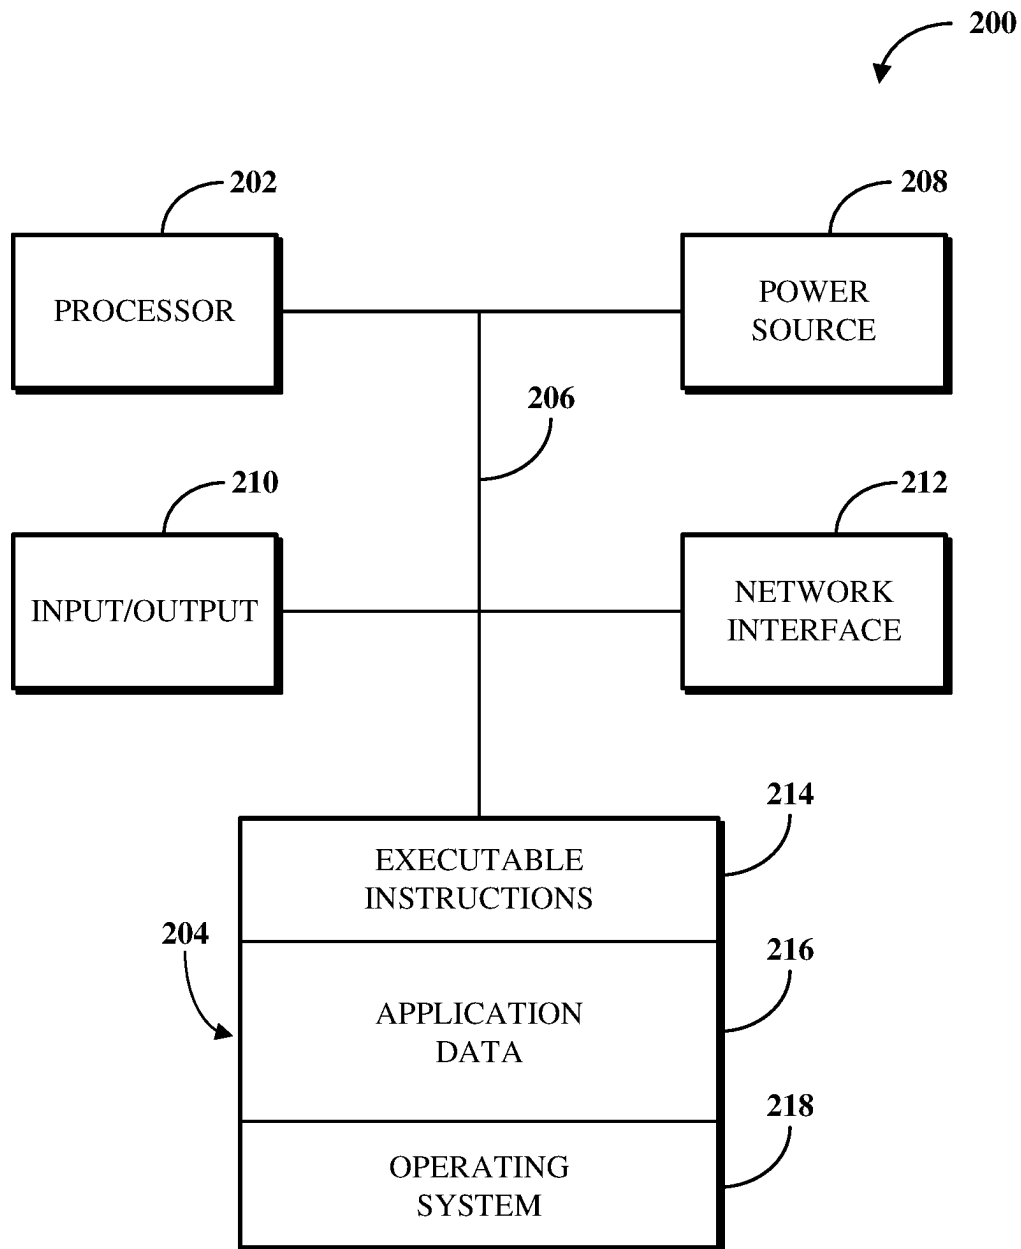 200
202
208
PROCESSOR
POWER
SOURCE
206
210
212
INPUT/OUTPUT
NETWORK
INTERFACE
214
EXECUTABLE
INSTRUCTIONS
204
216
APPLICATION
DATA
218
OPERATING
SYSTEM